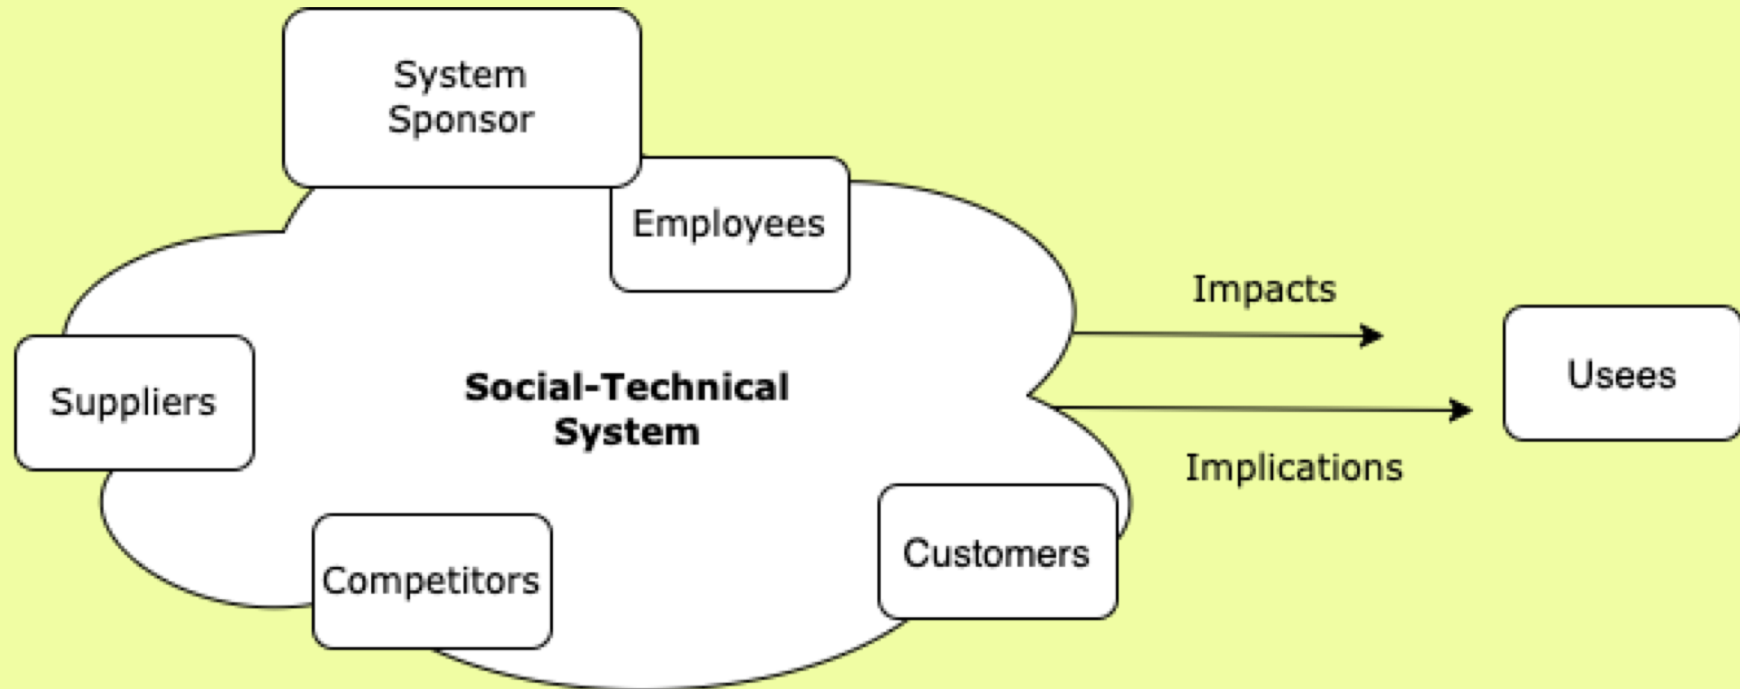 System
Sponsor
Employees
Impacts
Usees
Suppliers
Social-Technical
System
Implications
Customers
Competitors